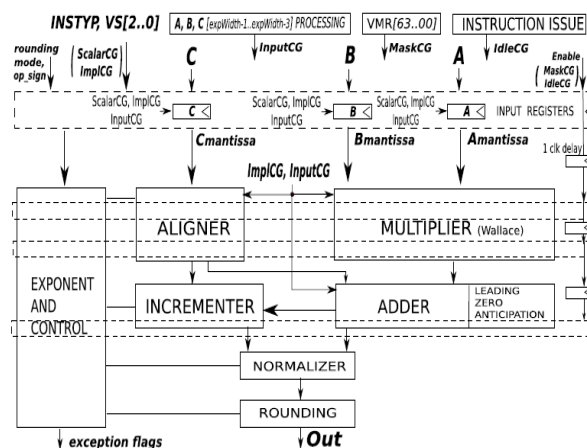 INSTYP, VS[2..0]
A, B, C [expWidth-1..expWidth-3] PROCESSING
VMR[63..00]
INSTRUCTION ISSUE
rounding
mode,
op_sign
(ScalarCG
ImplCG)
C
InputCG
B
MaskCG
A
IdleCG
Enable
(MaskCG
IdleCG)
ScalarCG, ImplCG
InputCG
C
ScalarCG, ImplCG
InputCG
B
ScalarCG, ImplCG
InputCG
A
INPUT REGISTERS
Cmantissa
Bmantissa
Amantissa
1 clk delay
ImplCG, InputCG
ALIGNER
MULTIPLIER (Wallace)
EXPONENT
AND
CONTROL
INCREMENTER
ADDER
LEADING
ZERO
ANTICIPATION
NORMALIZER
ROUNDING
exception flags
Out